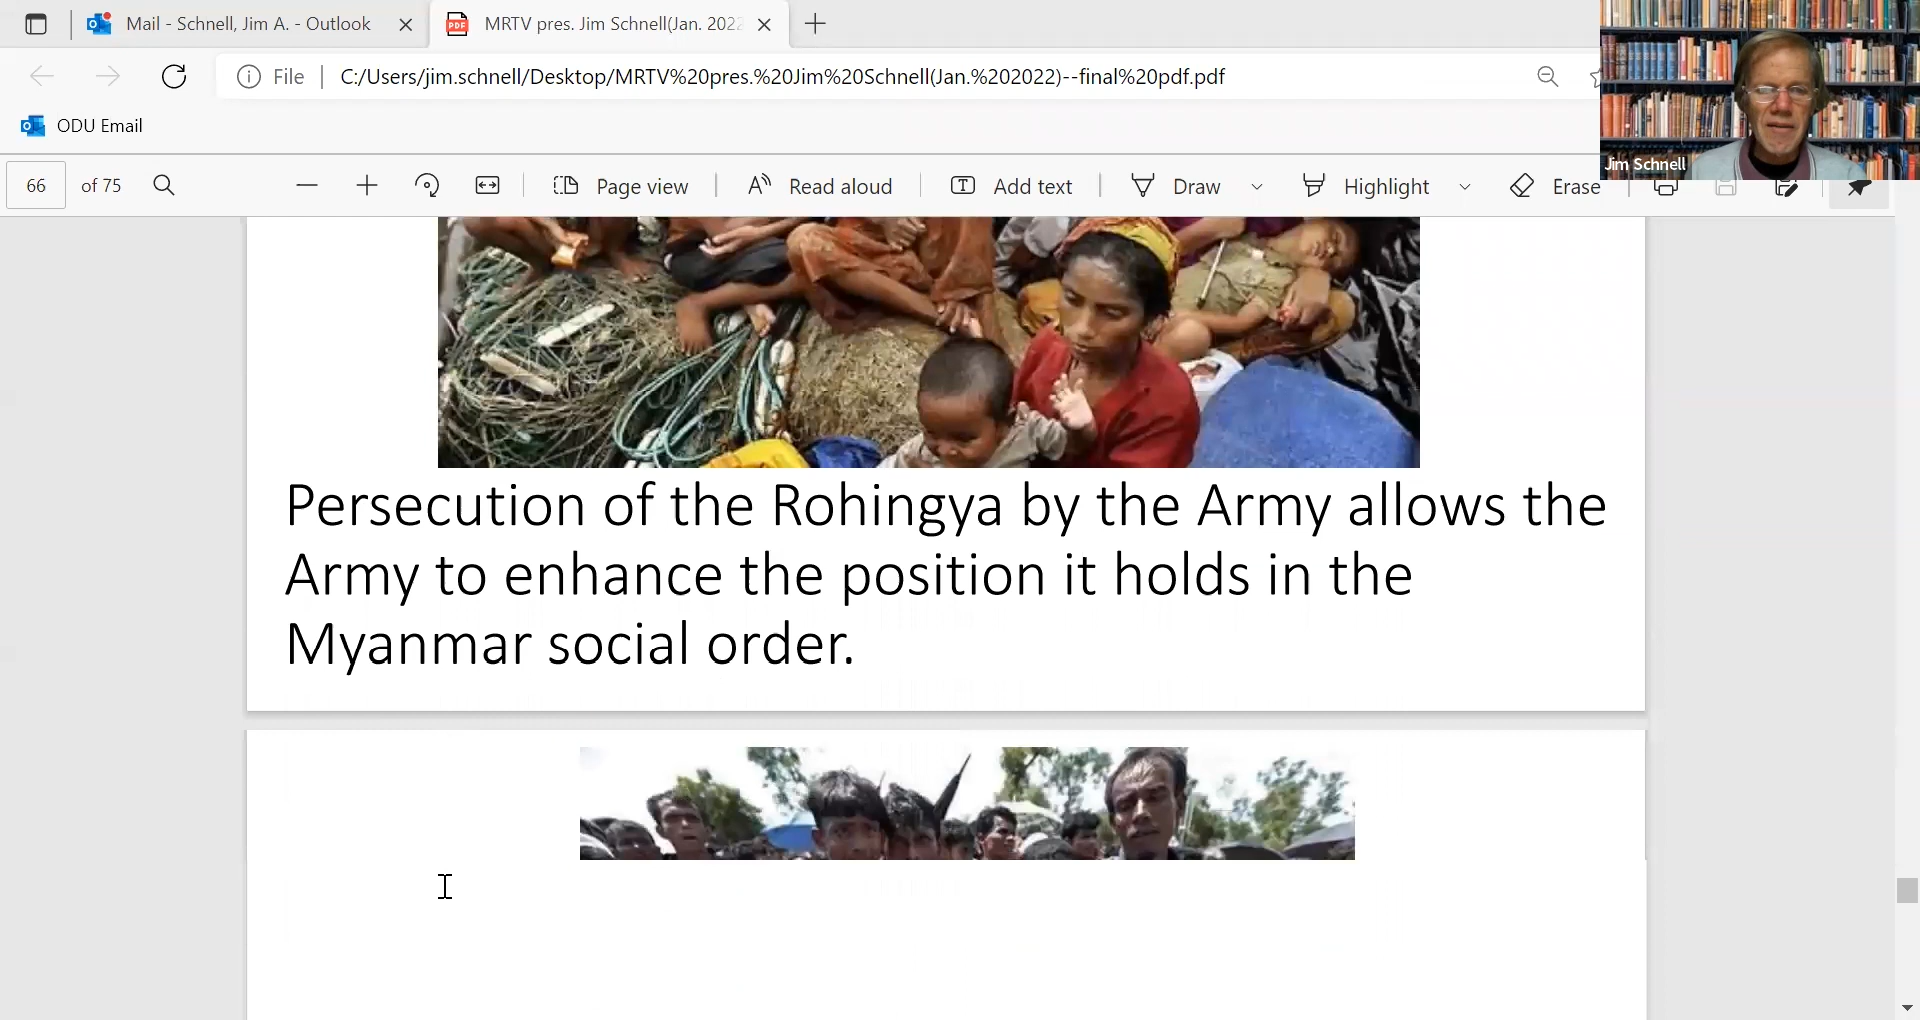 Mail - Schnell, Jim A. - Outlook
MRTV pres. Jim Schnell(Jan. 2022
File
C:/Users/jim.schnell/Desktop/MRTV%20pres.%20Jim%20Schnell(Jan.%202022)--final%20pdf.pdf
ODU Email
Jim Schnell
66 of 75
Page view
Read aloud
Add text
Draw
Highlight
Erase
Persecution of the Rohingya by the Army allows the
Army to enhance the position it holds in the
Myanmar social order.